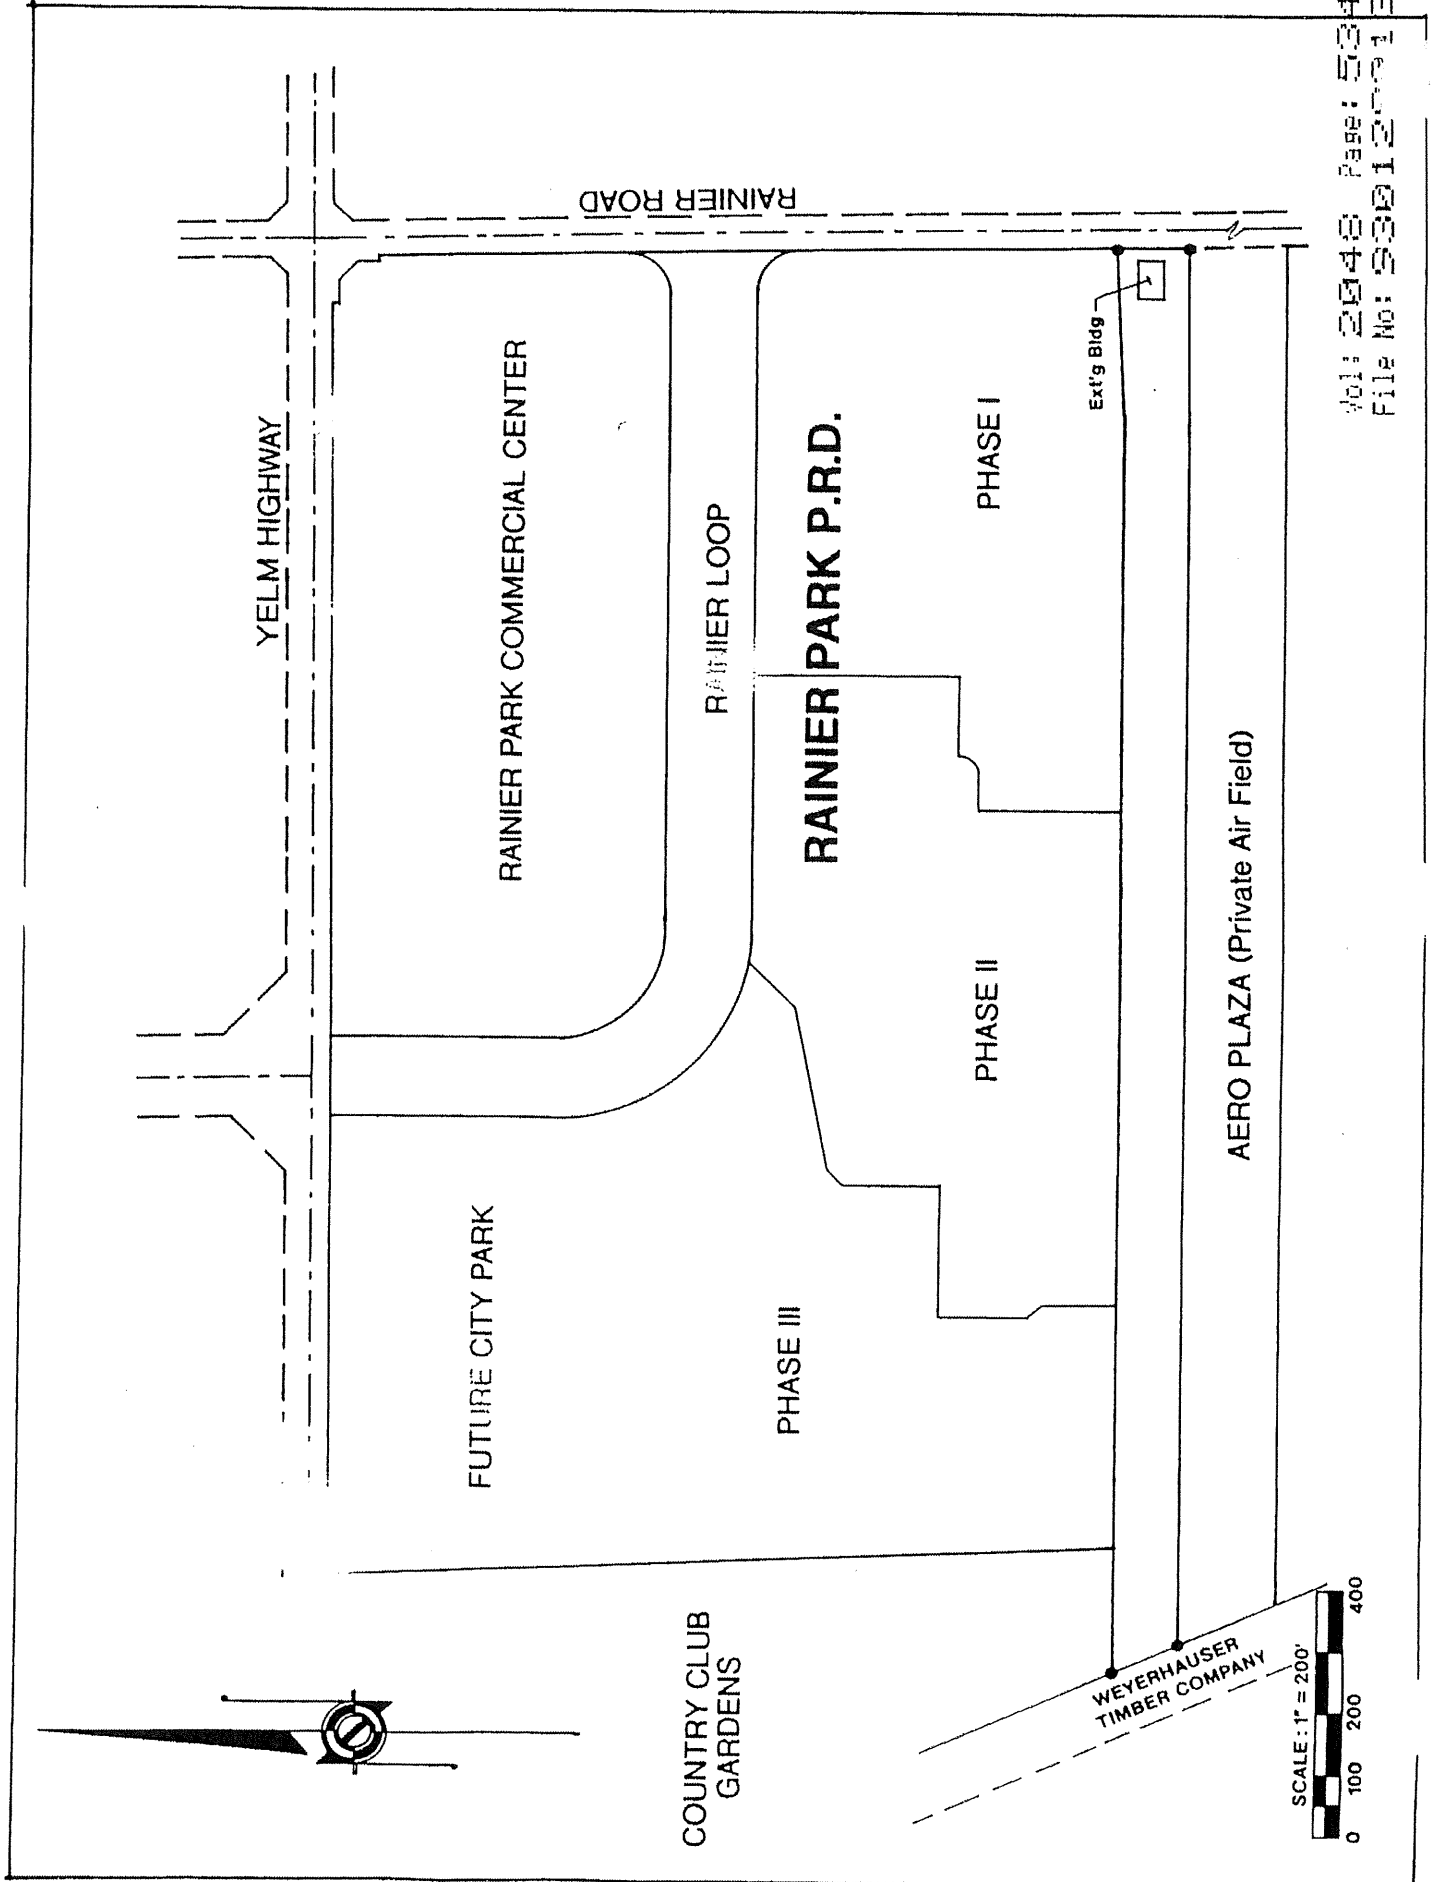 YELM HIGHWAY
RAINIER ROAD
RAINIER PARK COMMERCIAL CENTER
RAINIER LOOP
RAINIER PARK P.R.D.
PHASE I
Ext'g Bldg
PHASE II
FUTURE CITY PARK
PHASE III
AERO PLAZA (Private Air Field)
COUNTRY CLUB
GARDENS
WEYERHAUSER
TIMBER COMPANY
SCALE : 1" = 200'
0 100 200 400
Vol: 2048 Page: 534
File No: